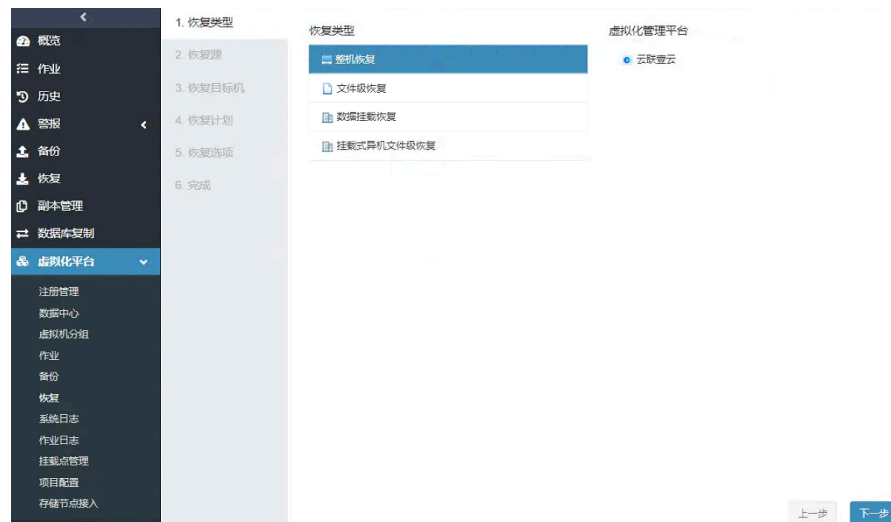 概览
作业
历史
警报
备份
恢复
副本管理
数据库复制
虚拟化平台
注册管理
数据中心
虚拟机分组
作业
备份
恢复
系统日志
作业日志
挂载点管理
项目配置
存储节点接入
1. 恢复类型
2. 恢复源
3. 恢复目标机
4. 恢复计划
5. 恢复选项
6. 完成
恢复类型
整机恢复
文件级恢复
数据挂载恢复
挂载式异机文件级恢复
虚拟化管理平台
云联壹云
上一步
下一步